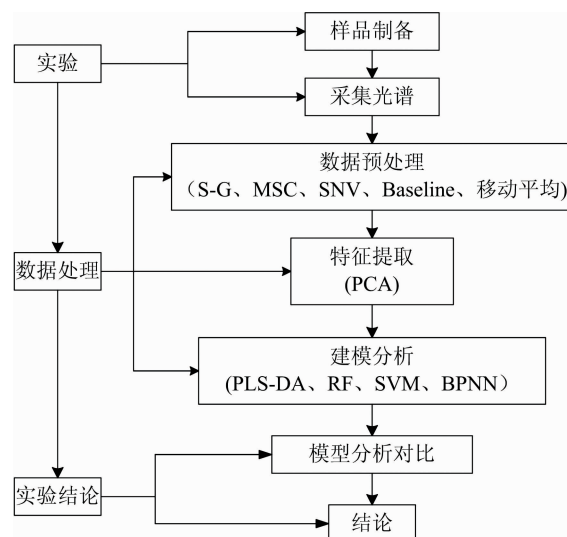 样品制备
实验
采集光谱
数据预处理
（S-G、MSC、SNV、Baseline、移动平均)
数据处理
特征提取
(PCA)
建模分析
(PLS-DA、RF、SVM、BPNN）
模型分析对比
实验结论
结论